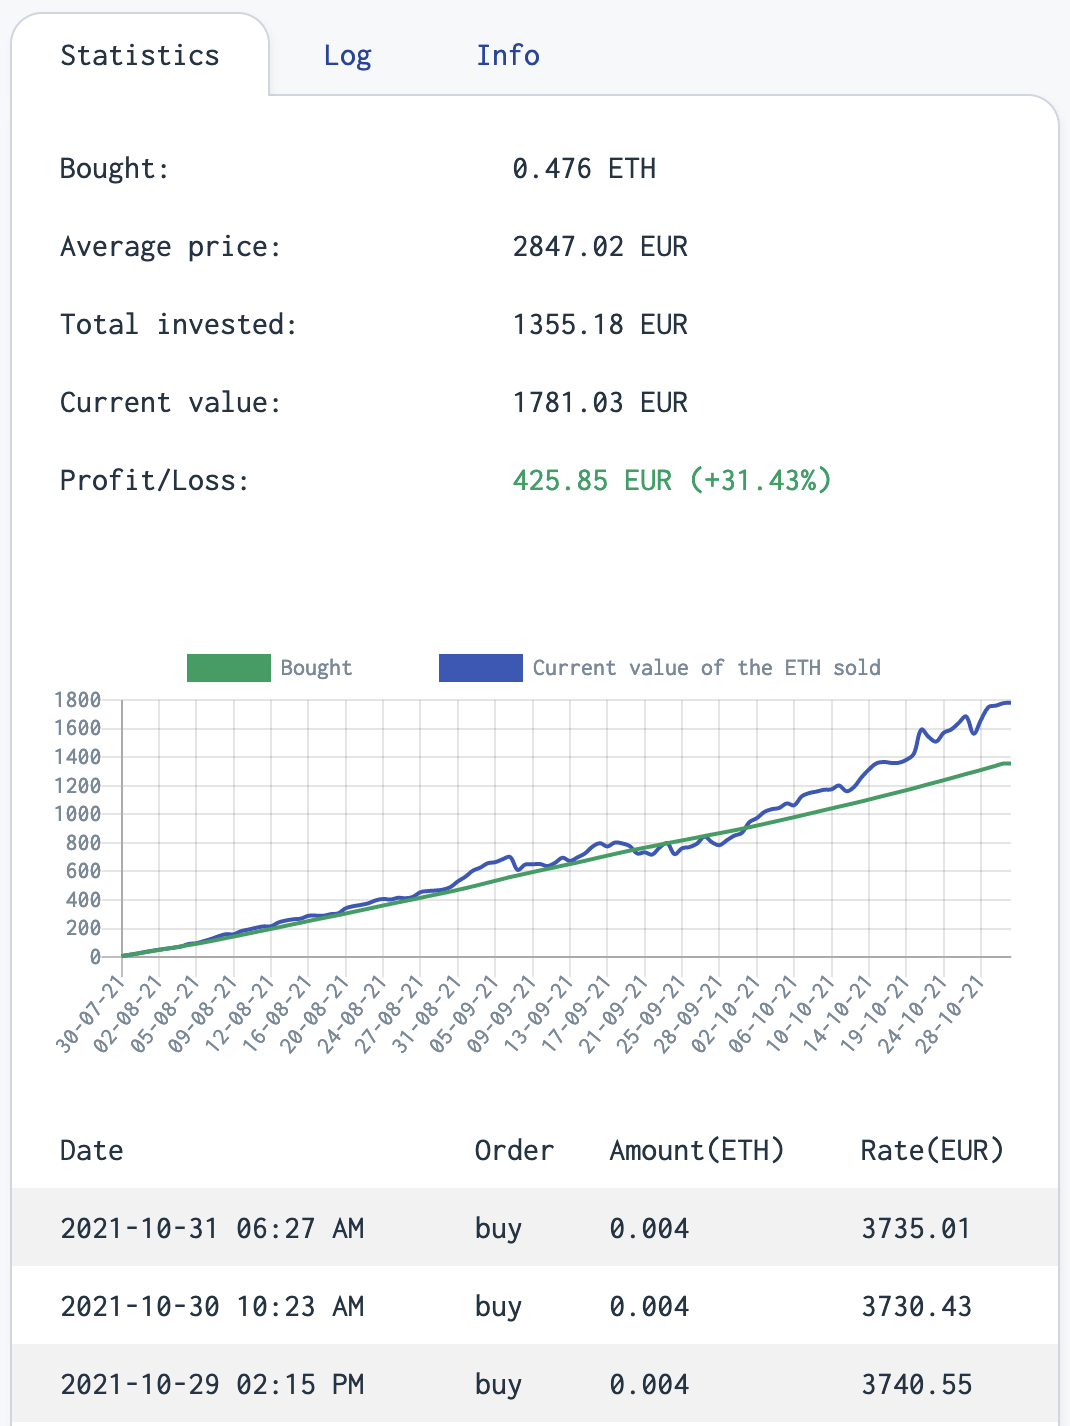 Statistics Log Info
Bought: 0.476 ETH
Average price: 2847.02 EUR
Total invested: 1355.18 EUR
Current value: 1781.03 EUR
Profit/Loss: 425.85 EUR (+31.43%)
Bought Current value of the ETH sold
1800
1600
1400
1200
1000
800
600
400
200
0
30-07-21 02-08-21 05-08-21 09-08-21 12-08-21 16-08-21 20-08-21 24-08-21 27-08-21 31-08-21 05-09-21 09-09-21 13-09-21 17-09-21 21-09-21 25-09-21 28-09-21 02-10-21 06-10-21 10-10-21 14-10-21 19-10-21 24-10-21 28-10-21
Date Order Amount(ETH) Rate(EUR)
2021-10-31 06:27 AM buy 0.004 3735.01
2021-10-30 10:23 AM buy 0.004 3730.43
2021-10-29 02:15 PM buy 0.004 3740.55